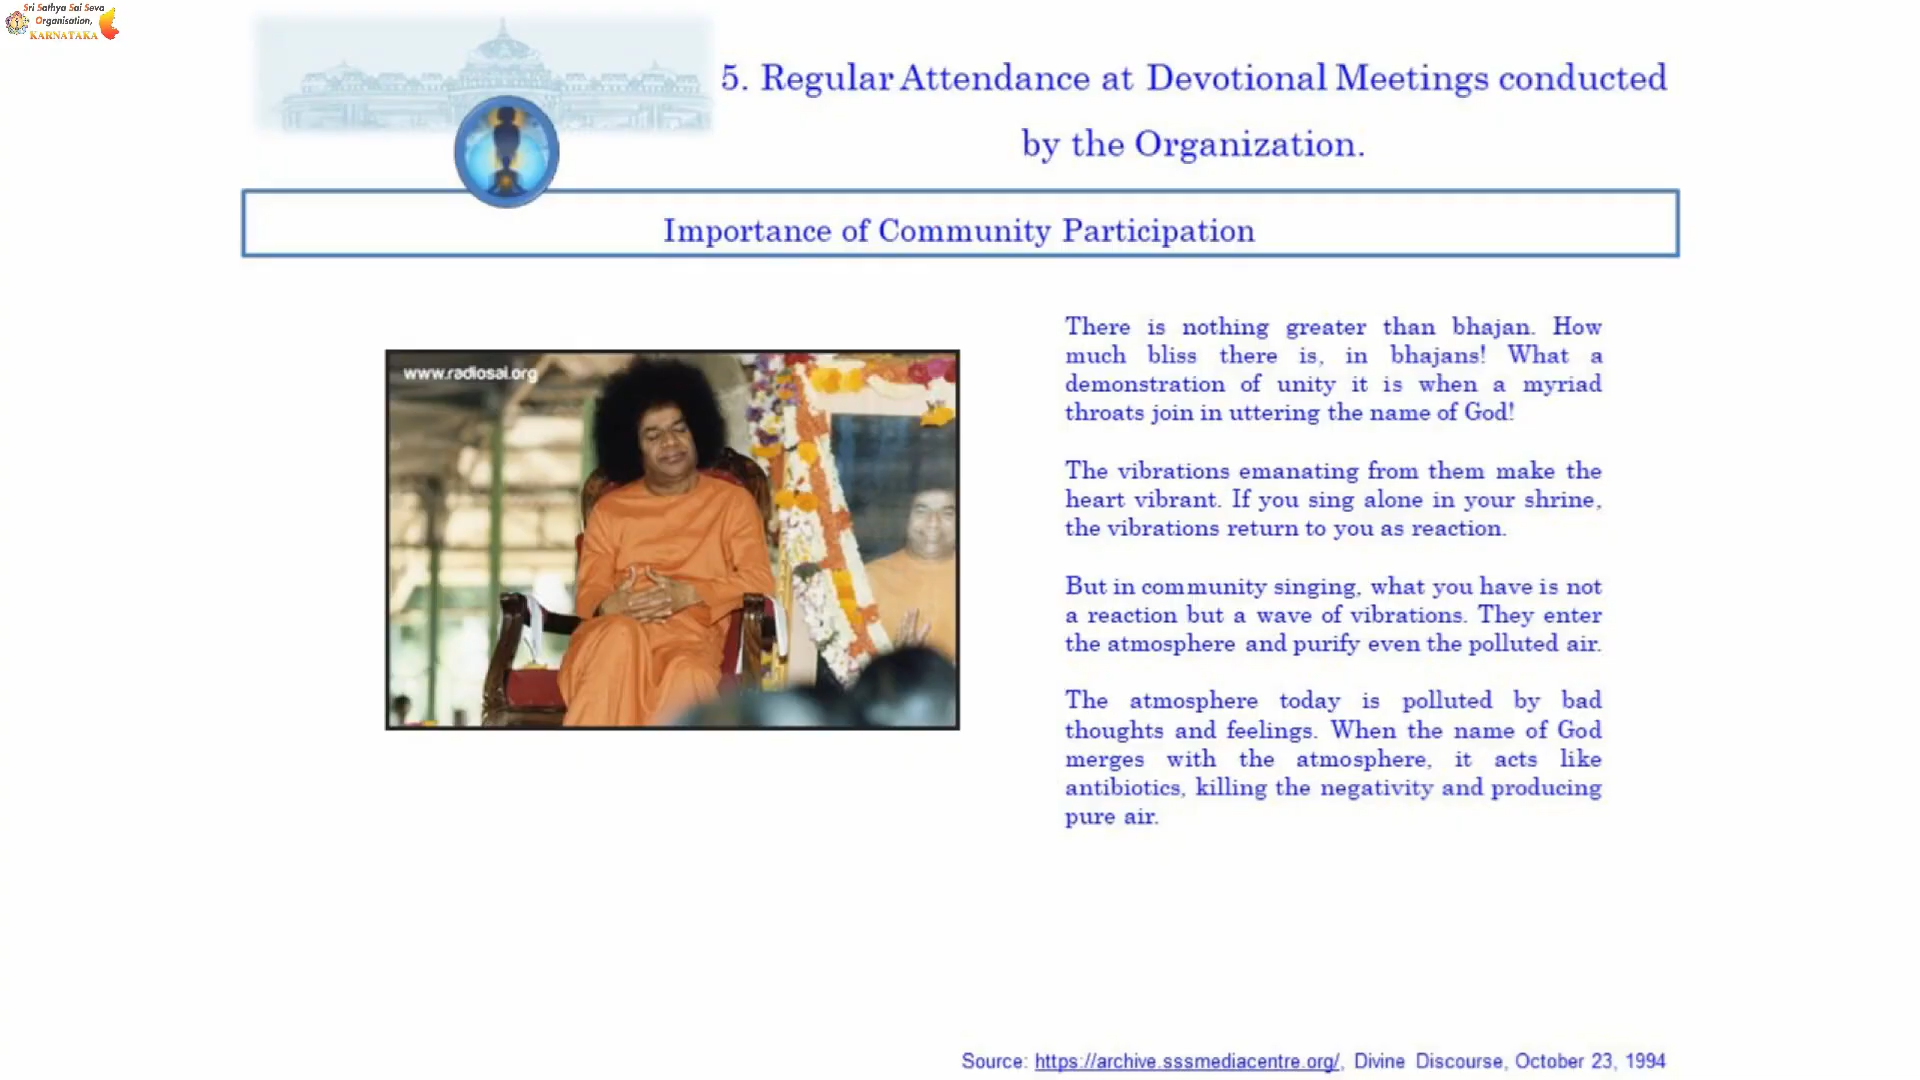 Sri Sathya Sai Seva
Organisation,
KARNATAKA
5. Regular Attendance at Devotional Meetings conducted
by the Organization.
Importance of Community Participation
www.radiosai.org
There is nothing greater than bhajan. How
much bliss there is, in bhajans! What a
demonstration of unity it is when a myriad
throats join in uttering the name of God!
The vibrations emanating from them make the
heart vibrant. If you sing alone in your shrine,
the vibrations return to you as reaction.
But in community singing, what you have is not
a reaction but a wave of vibrations. They enter
the atmosphere and purify even the polluted air.
The atmosphere today is polluted by bad
thoughts and feelings. When the name of God
merges with the atmosphere, it acts like
antibiotics, killing the negativity and producing
pure air.
Source: https://archive.sssmediacentre.org/, Divine Discourse, October 23, 1994